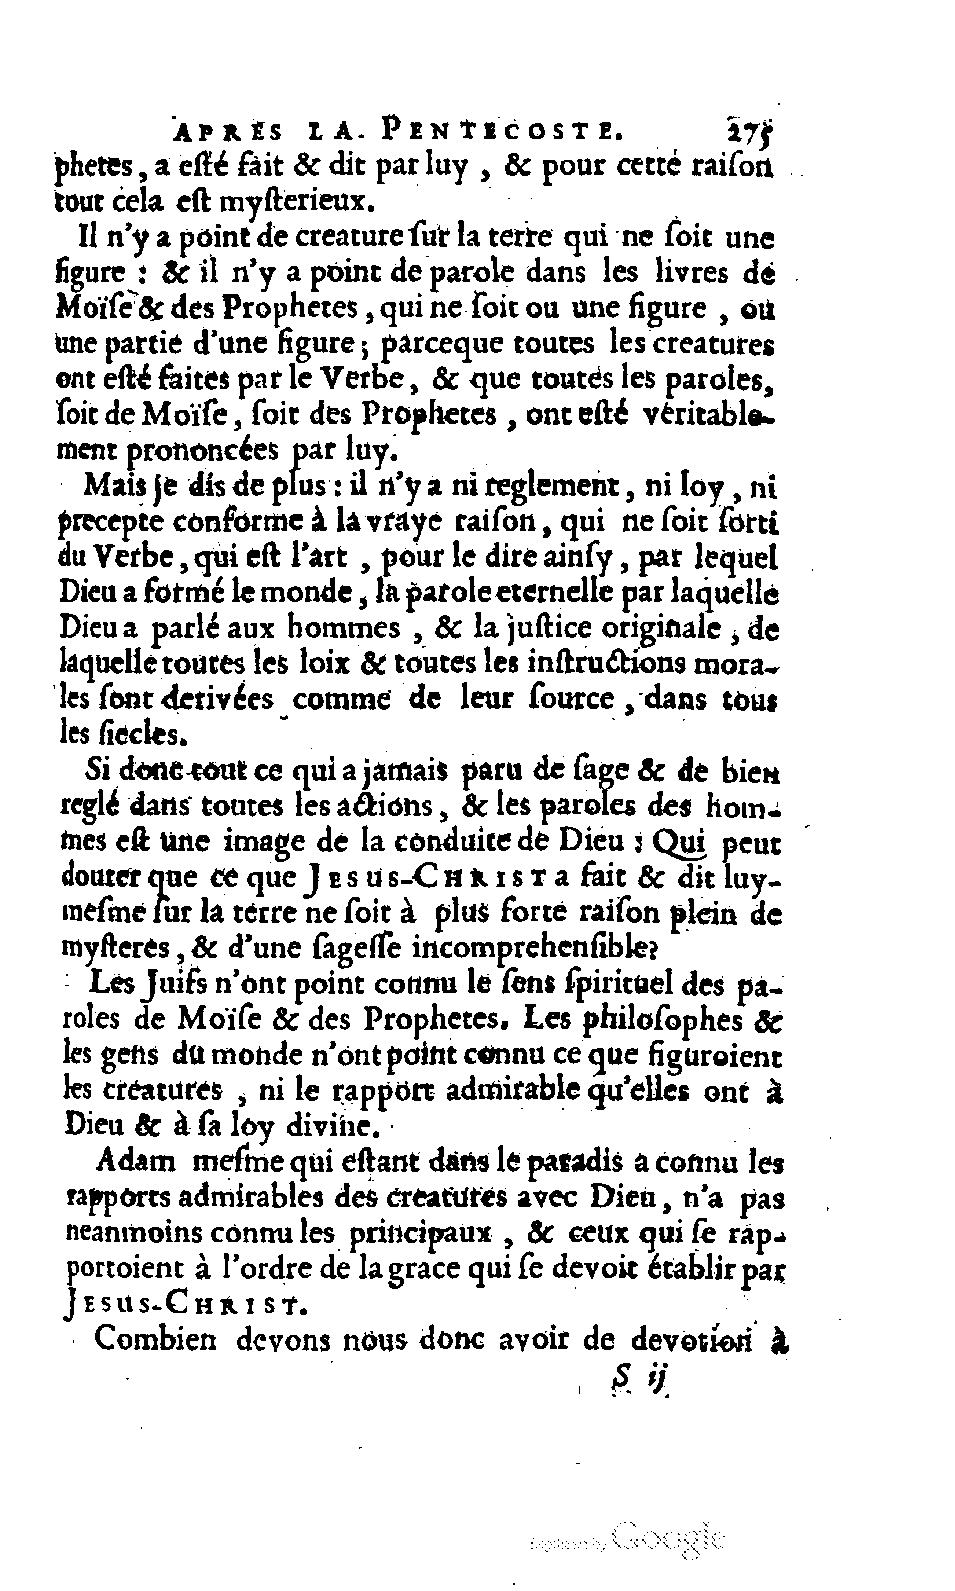 APRES LA PENTECOSTE. 275
phetes, a eſté fait & dit par luy, & pour cette raiſon
tout cela eſt myſterieux.
Il n'y a point de creature ſur la terre qui ne ſoit une
figure : & il n'y a point de parole dans les livres de
Moïſe & des Prophetes, qui ne ſoit ou une figure, ou
une partie d'une figure; parceque toutes les creatures
ont eſté faites par le Verbe, & que toutes les paroles,
ſoit de Moïſe, ſoit des Prophetes, ont eſté véritable-
ment prononcées par luy.
Mais je dis de plus : il n'y a ni reglement, ni loy, ni
precepte conforme à la vraye raiſon, qui ne ſoit ſorti
du Verbe, qui eſt l'art, pour le dire ainſy, par lequel
Dieu a formé le monde, la parole eternelle par laquelle
Dieu a parlé aux hommes, & la juſtice originale, de
laquelle toutes les loix & toutes les inſtructions mora-
les ſont derivées comme de leur ſource, dans tous
les ſiecles.
Si donc tout ce qui a jamais paru de ſage & de bien
reglé dans toutes les actions, & les paroles des hom-
mes eſt une image de la conduite de Dieu : Qui peut
douter que ce que JESUS-CHRIST a fait & dit luy-
meſme ſur la terre ne ſoit à plus forte raiſon plein de
myſteres, & d'une ſageſſe incomprehenſible?
Les Juifs n'ont point connu le ſens ſpirituel des pa-
roles de Moïſe & des Prophetes. Les philoſophes &
les gens du monde n'ont point connu ce que figuroient
les creatures, ni le rapport admirable qu'elles ont à
Dieu & à ſa loy divine.
Adam meſme qui eſtant dans le paradis a connu les
rapports admirables des creatures avec Dieu, n'a pas
neanmoins connu les principaux, & ceux qui ſe rap-
portoient à l'ordre de la grace qui ſe devoit établir par
JESUS-CHRIST.
Combien devons nous donc avoir de devotion à
S ij
Digitized by Google